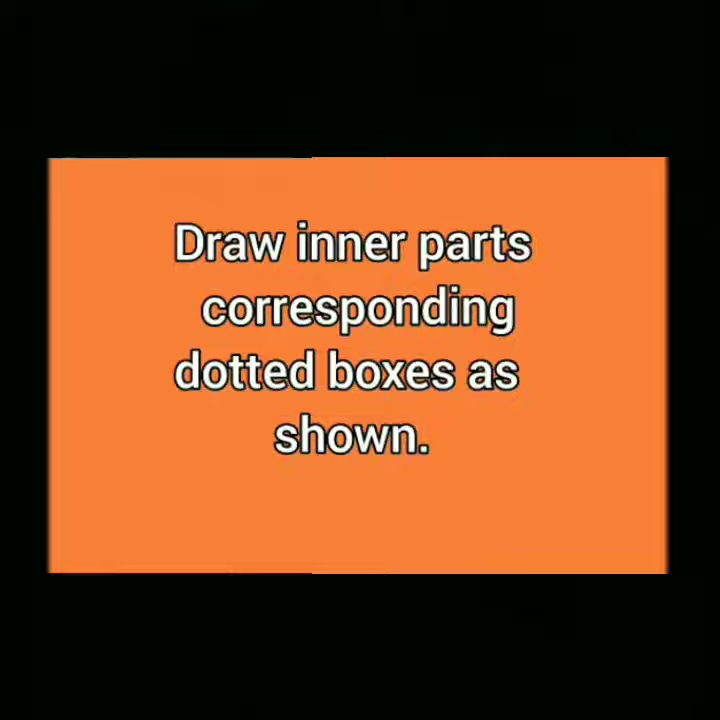 Draw inner parts
corresponding
dotted boxes as
shown.